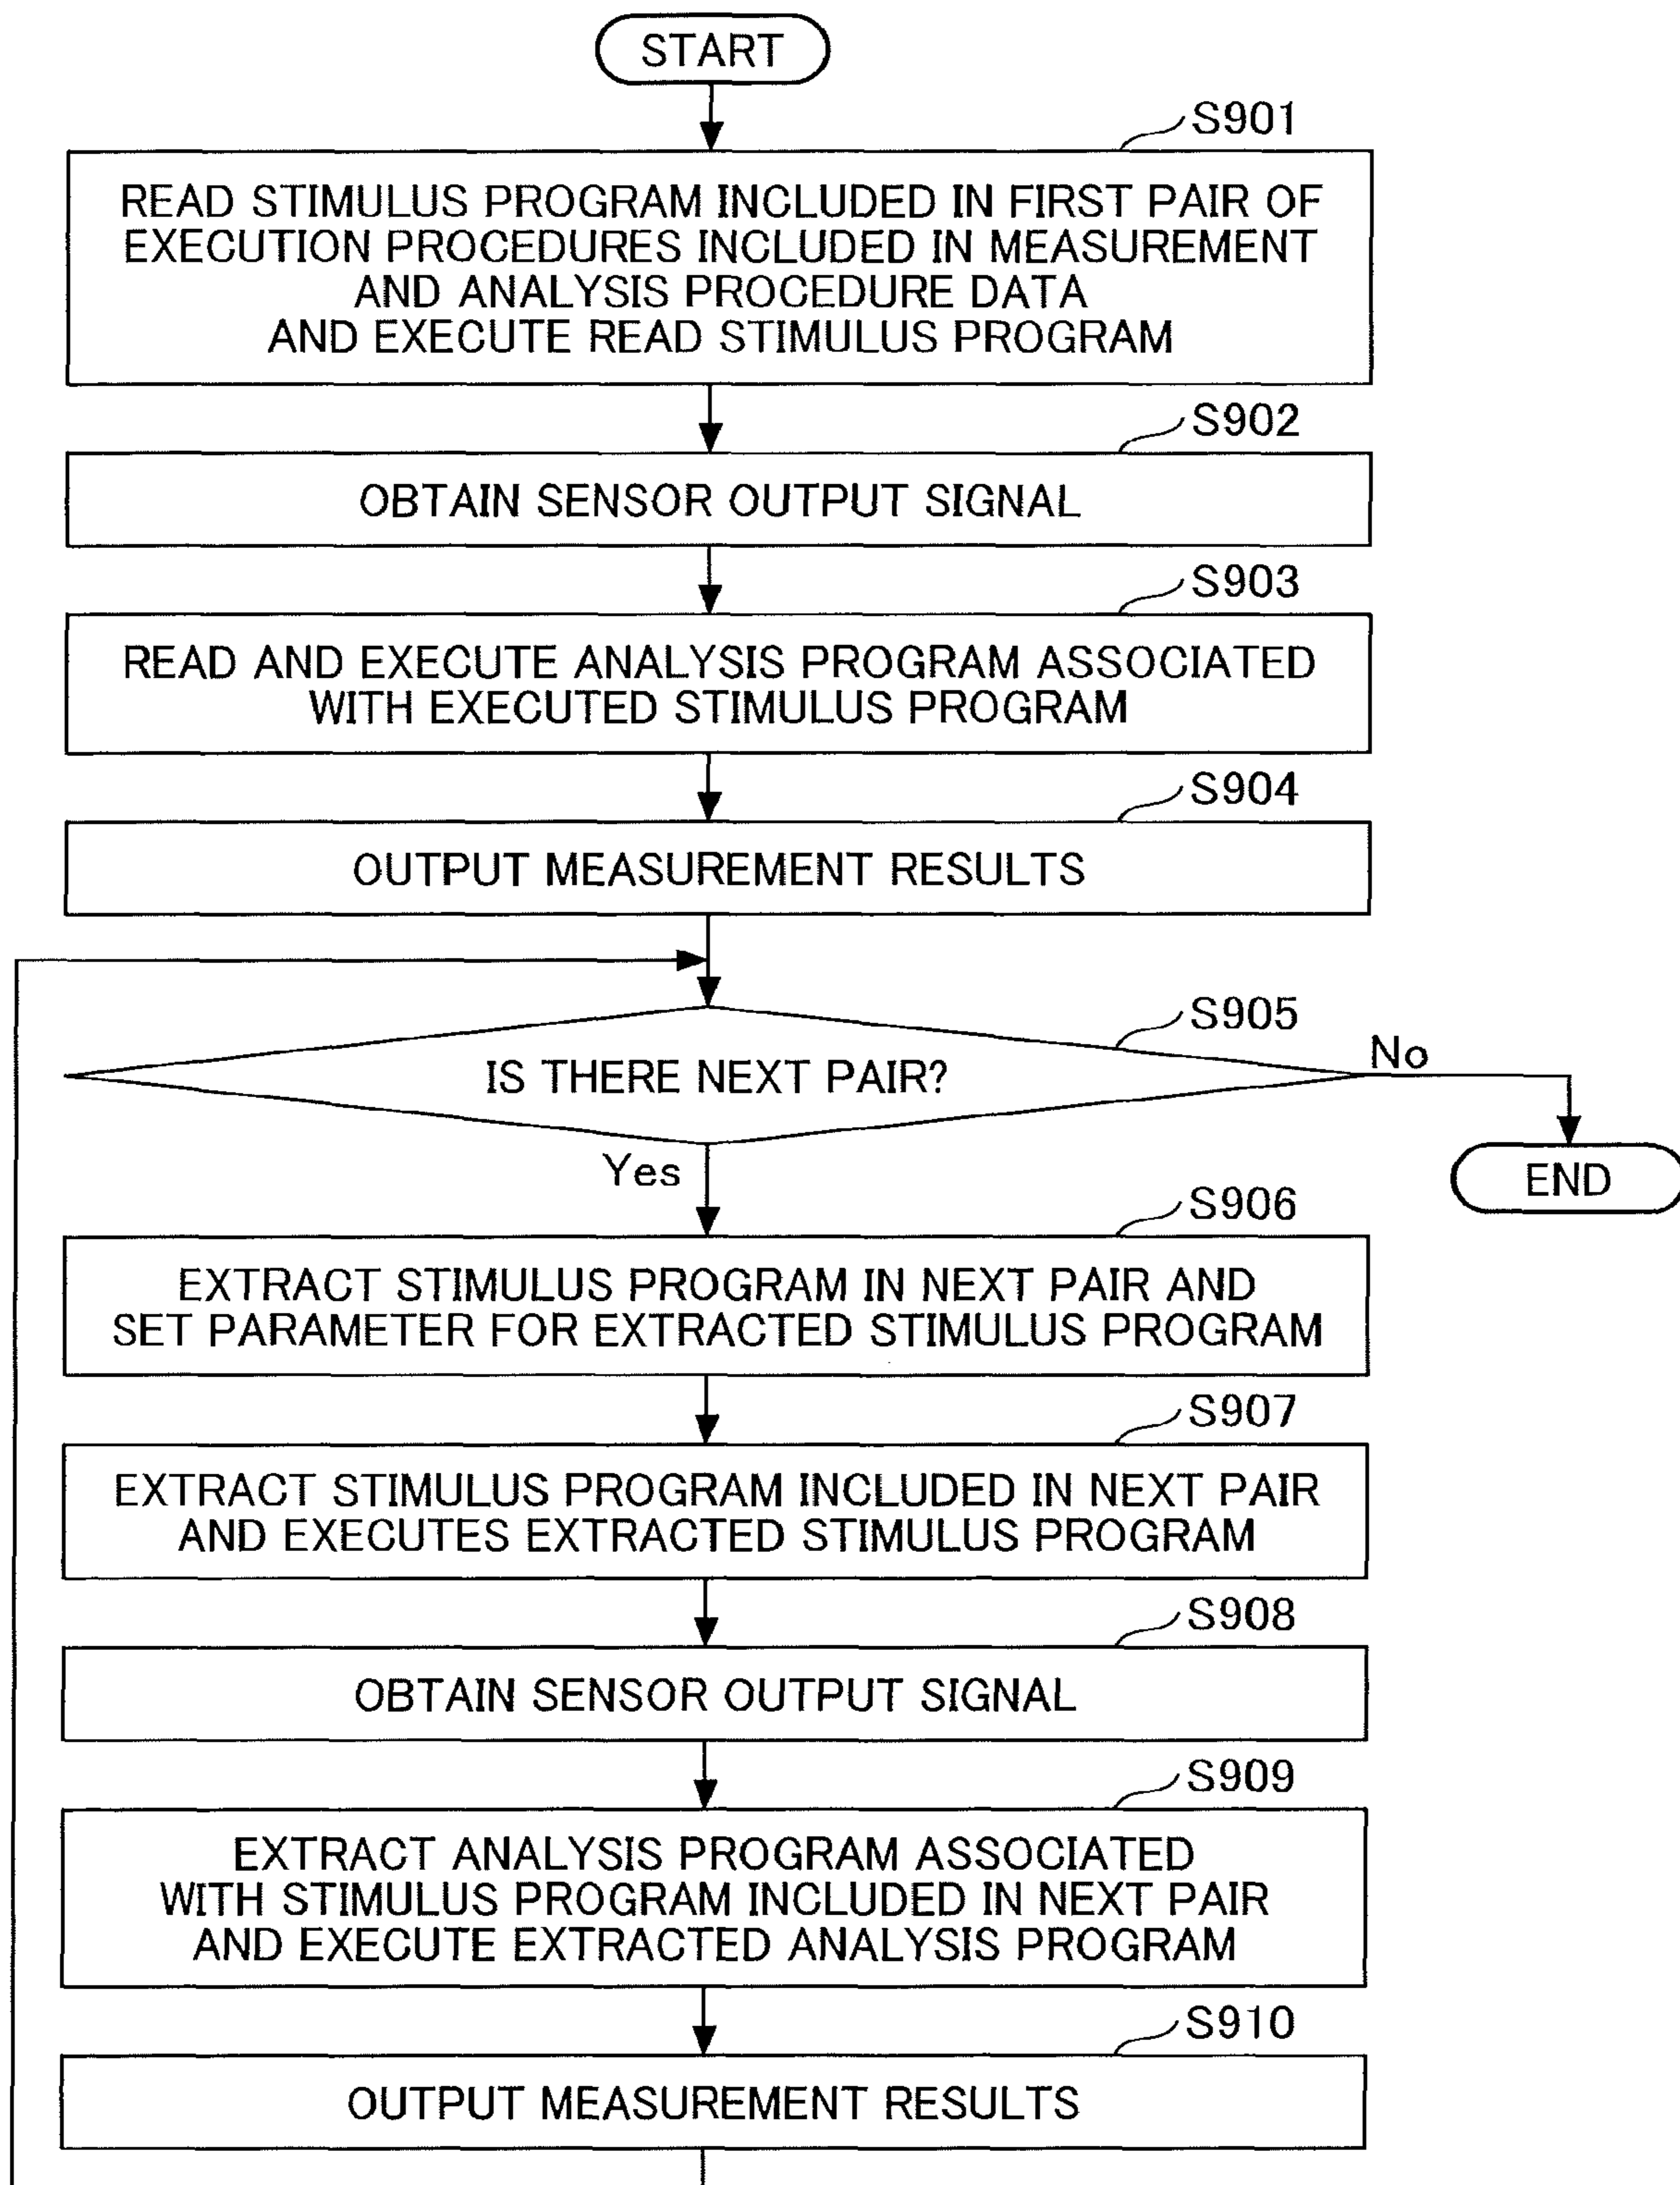 START
S901
READ STIMULUS PROGRAM INCLUDED IN FIRST PAIR OF
EXECUTION PROCEDURES INCLUDED IN MEASUREMENT
AND ANALYSIS PROCEDURE DATA
AND EXECUTE READ STIMULUS PROGRAM
S902
OBTAIN SENSOR OUTPUT SIGNAL
S903
READ AND EXECUTE ANALYSIS PROGRAM ASSOCIATED
WITH EXECUTED STIMULUS PROGRAM
S904
OUTPUT MEASUREMENT RESULTS
S905
IS THERE NEXT PAIR?
No
END
Yes
S906
EXTRACT STIMULUS PROGRAM IN NEXT PAIR AND
SET PARAMETER FOR EXTRACTED STIMULUS PROGRAM
S907
EXTRACT STIMULUS PROGRAM INCLUDED IN NEXT PAIR
AND EXECUTES EXTRACTED STIMULUS PROGRAM
S908
OBTAIN SENSOR OUTPUT SIGNAL
S909
EXTRACT ANALYSIS PROGRAM ASSOCIATED
WITH STIMULUS PROGRAM INCLUDED IN NEXT PAIR
AND EXECUTE EXTRACTED ANALYSIS PROGRAM
S910
OUTPUT MEASUREMENT RESULTS